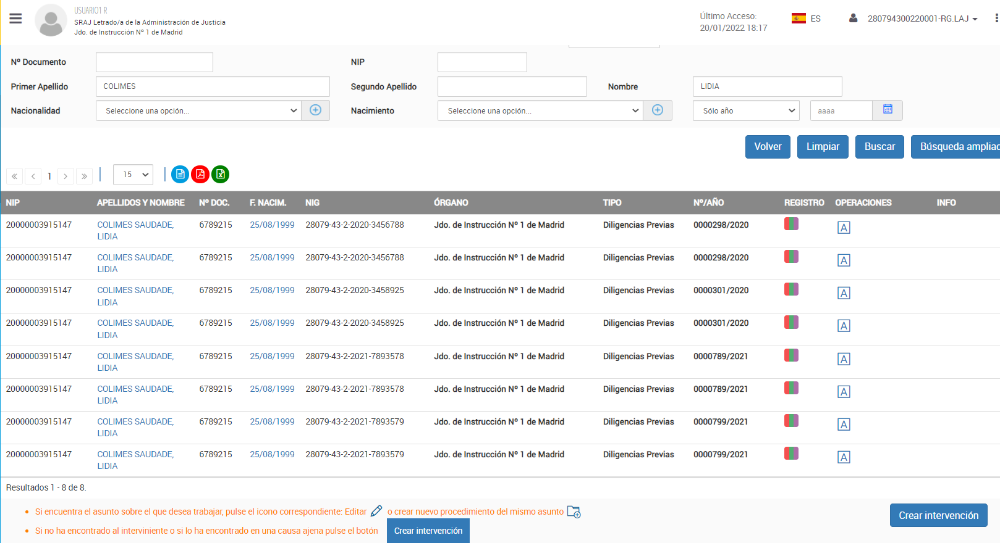 USUARIO1 R
SRAJ Letrado/a de la Administración de Justicia
Jdo. de Instrucción Nº 1 de Madrid
Último Acceso:
20/01/2022 18:17
ES
280794300220001-RG.LAJ
Nº Documento
NIP
Primer Apellido COLIMES
Segundo Apellido
Nombre LIDIA
Nacionalidad Seleccione una opción...
Nacimiento Seleccione una opción...
Sólo año
aaaa
Volver Limpiar Buscar Búsqueda ampliad
« ‹ 1 › » 15
NIP APELLIDOS Y NOMBRE Nº DOC. F. NACIM. NIG ÓRGANO TIPO Nº/AÑO REGISTRO OPERACIONES INFO
20000003915147 COLIMES SAUDADE, 6789215 25/08/1999 28079-43-2-2020-3456788 Jdo. de Instrucción Nº 1 de Madrid Diligencias Previas 0000298/2020 A
LIDIA
20000003915147 COLIMES SAUDADE, 6789215 25/08/1999 28079-43-2-2020-3456788 Jdo. de Instrucción Nº 1 de Madrid Diligencias Previas 0000298/2020 A
LIDIA
20000003915147 COLIMES SAUDADE, 6789215 25/08/1999 28079-43-2-2020-3458925 Jdo. de Instrucción Nº 1 de Madrid Diligencias Previas 0000301/2020 A
LIDIA
20000003915147 COLIMES SAUDADE, 6789215 25/08/1999 28079-43-2-2020-3458925 Jdo. de Instrucción Nº 1 de Madrid Diligencias Previas 0000301/2020 A
LIDIA
20000003915147 COLIMES SAUDADE, 6789215 25/08/1999 28079-43-2-2021-7893578 Jdo. de Instrucción Nº 1 de Madrid Diligencias Previas 0000789/2021 A
LIDIA
20000003915147 COLIMES SAUDADE, 6789215 25/08/1999 28079-43-2-2021-7893578 Jdo. de Instrucción Nº 1 de Madrid Diligencias Previas 0000789/2021 A
LIDIA
20000003915147 COLIMES SAUDADE, 6789215 25/08/1999 28079-43-2-2021-7893579 Jdo. de Instrucción Nº 1 de Madrid Diligencias Previas 0000799/2021 A
LIDIA
20000003915147 COLIMES SAUDADE, 6789215 25/08/1999 28079-43-2-2021-7893579 Jdo. de Instrucción Nº 1 de Madrid Diligencias Previas 0000799/2021 A
LIDIA
Resultados 1 - 8 de 8.
Si encuentra el asunto sobre el que desea trabajar, pulse el icono correspondiente: Editar o crear nuevo procedimiento del mismo asunto
Crear intervención
Si no ha encontrado al interviniente o si lo ha encontrado en una causa ajena pulse el botón Crear intervención